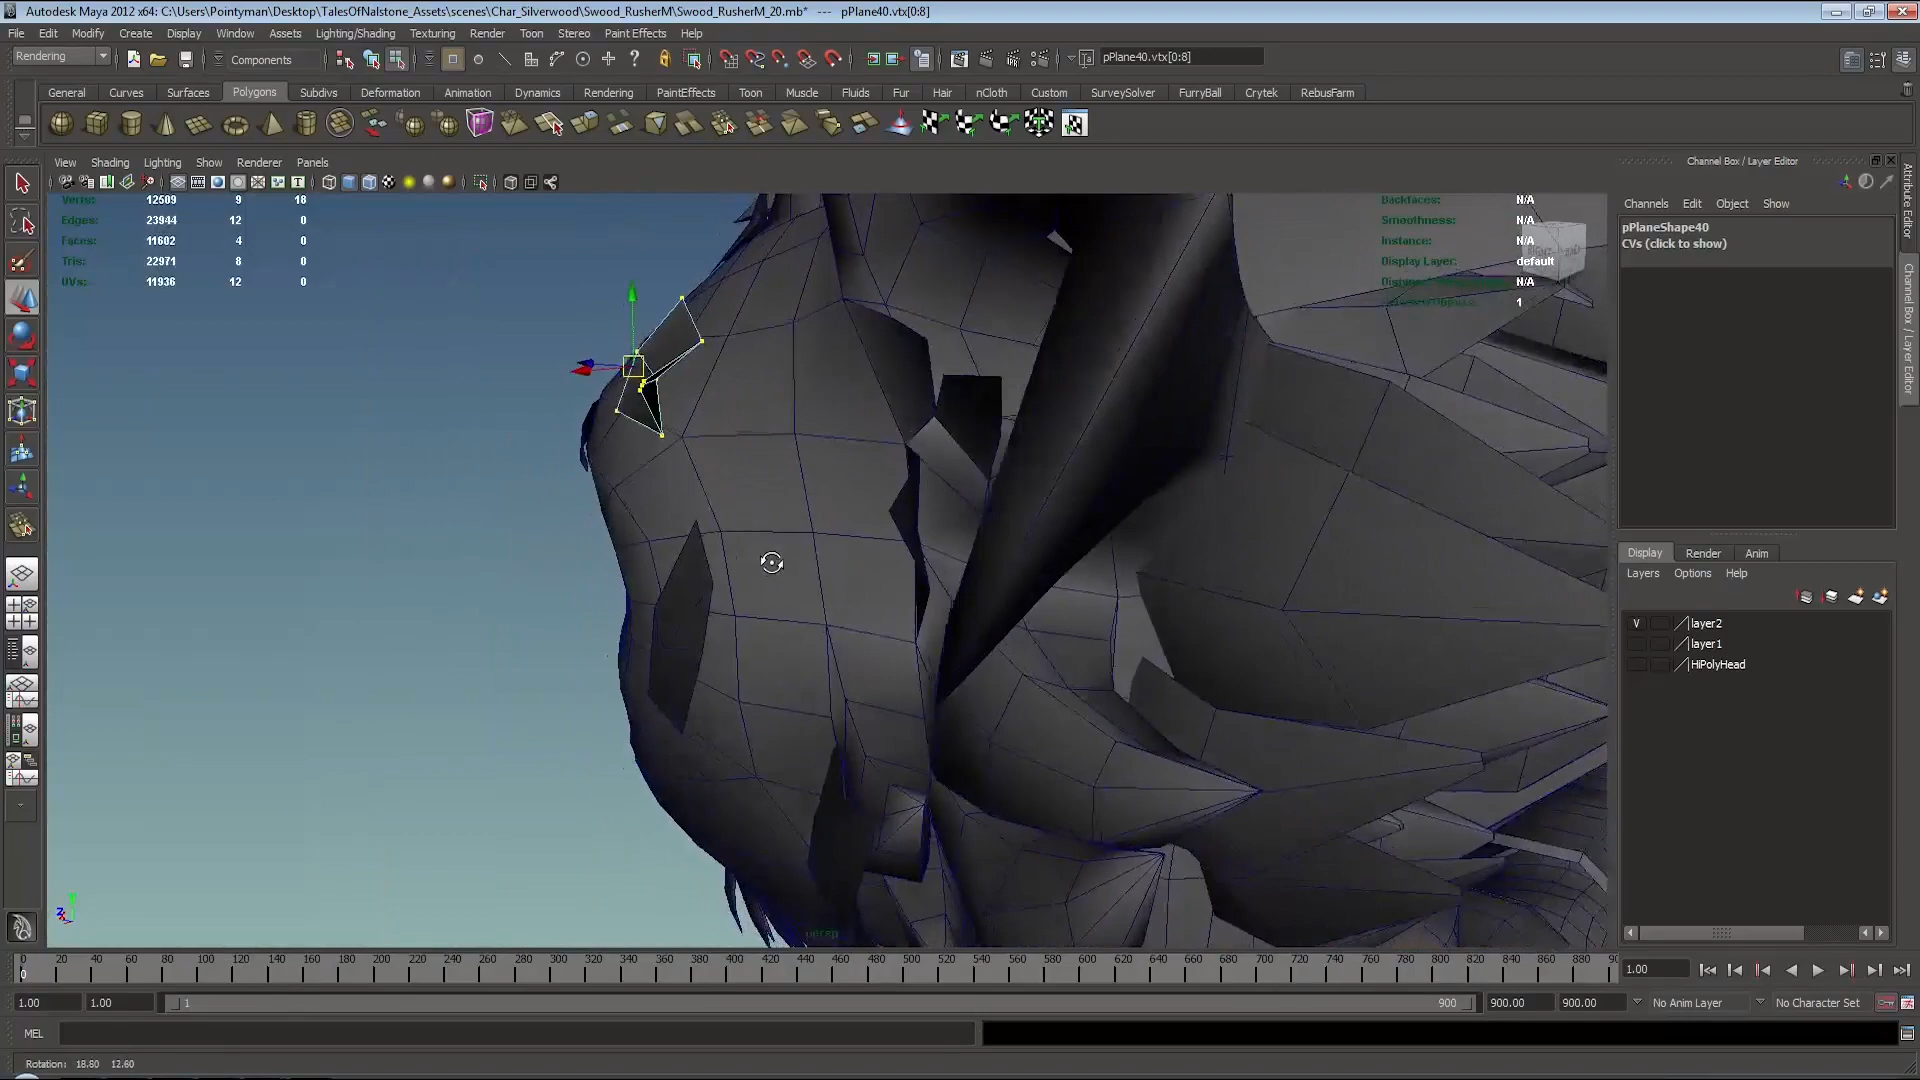 Autodesk Maya 2012 x64: C:\Users\Pointyman\Desktop\TalesOfNalstone_Assets\scenes\Char_Silverwood\Swood_RusherM\Swood_RusherM_20.mb* --- pPlane40.vtx[0:8]
File Edit Modify Create Display Window Assets Lighting/Shading Texturing Render Toon Stereo Paint Effects Help
Rendering Components pPlane40.vtx[0:8]
General Curves Surfaces Polygons Subdivs Deformation Animation Dynamics Rendering PaintEffects Toon Muscle Fluids Fur Hair nCloth Custom SurveySolver FurryBall Crytek RebusFarm
View Shading Lighting Show Renderer Panels
Channel Box / Layer Editor
Attribute Editor
Channel Box / Layer Editor
Verts: 12509 9 18
Edges: 23944 12 0
Faces: 11602 4 0
Tris: 22971 8 0
UVs: 11936 12 0
Backfaces: N/A
Smoothness: N/A
Instance: N/A
Display Layer: default
N/A
1
Channels Edit Object Show
pPlaneShape40
CVs (click to show)
Display Render Anim
Layers Options Help
V layer2
layer1
HiPolyHead
persp
0 20 40 60 80 100 120 140 160 180 200 220 240 260 280 300 320 340 360 380 400 420 440 460 480 500 520 540 560 580 600 620 640 660 680 700 720 740 760 780 800 820 840 860 880 90
0
1.00
1.00 1.00 1 900 900.00 900.00 No Anim Layer No Character Set
MEL
Rotation: 18.80 12.60